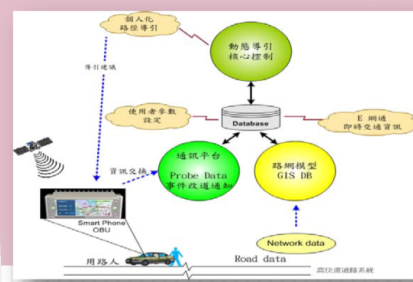 個人化
路徑導引
動態導引
核心控制
導引建議
使用者參數
設定
Database
E 網通
即時交通資訊
通訊平台
Probe Data
事件改道通知
路網模型
GIS DB
資訊交換
Smart Phone
OBU
Network data
用路人
Road data